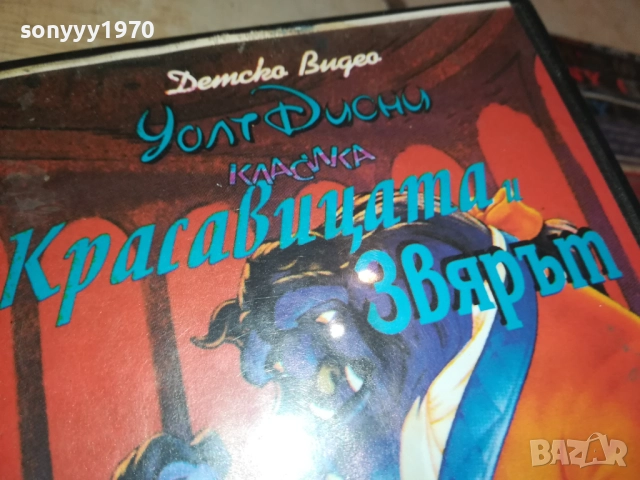 sonyyy1970
Детско Видео
Уолт Дисни
класика
Красавицата и
Звярът
BAZAR